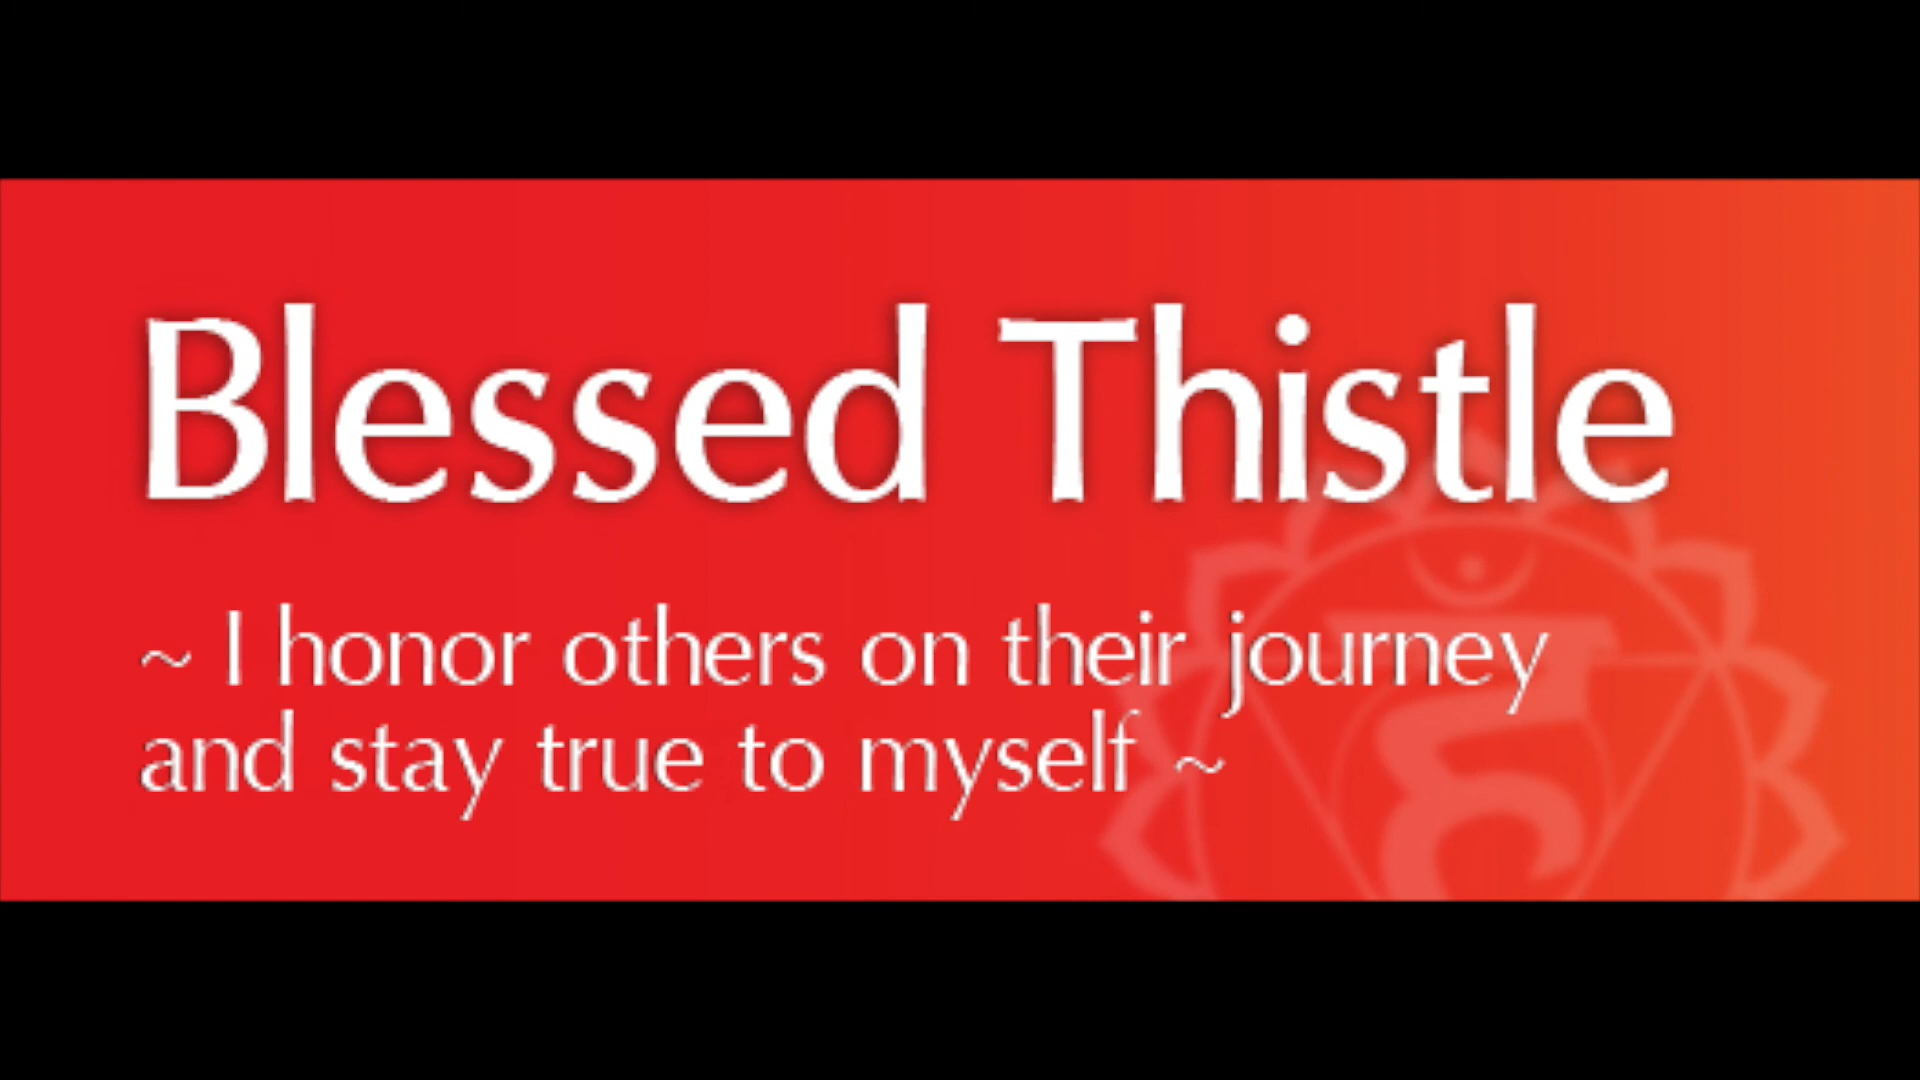 Blessed Thistle
~ I honor others on their journey
and stay true to myself ~
हं